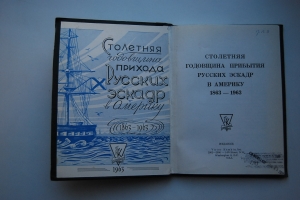 Столетняя
годовщина
прихода
Русских
эскадр
в Америку
1863-1963
1963
СТОЛЕТНЯЯ
ГОДОВЩИНА ПРИБЫТИЯ
РУССКИХ ЭСКАДР
В АМЕРИКУ
1863 — 1963